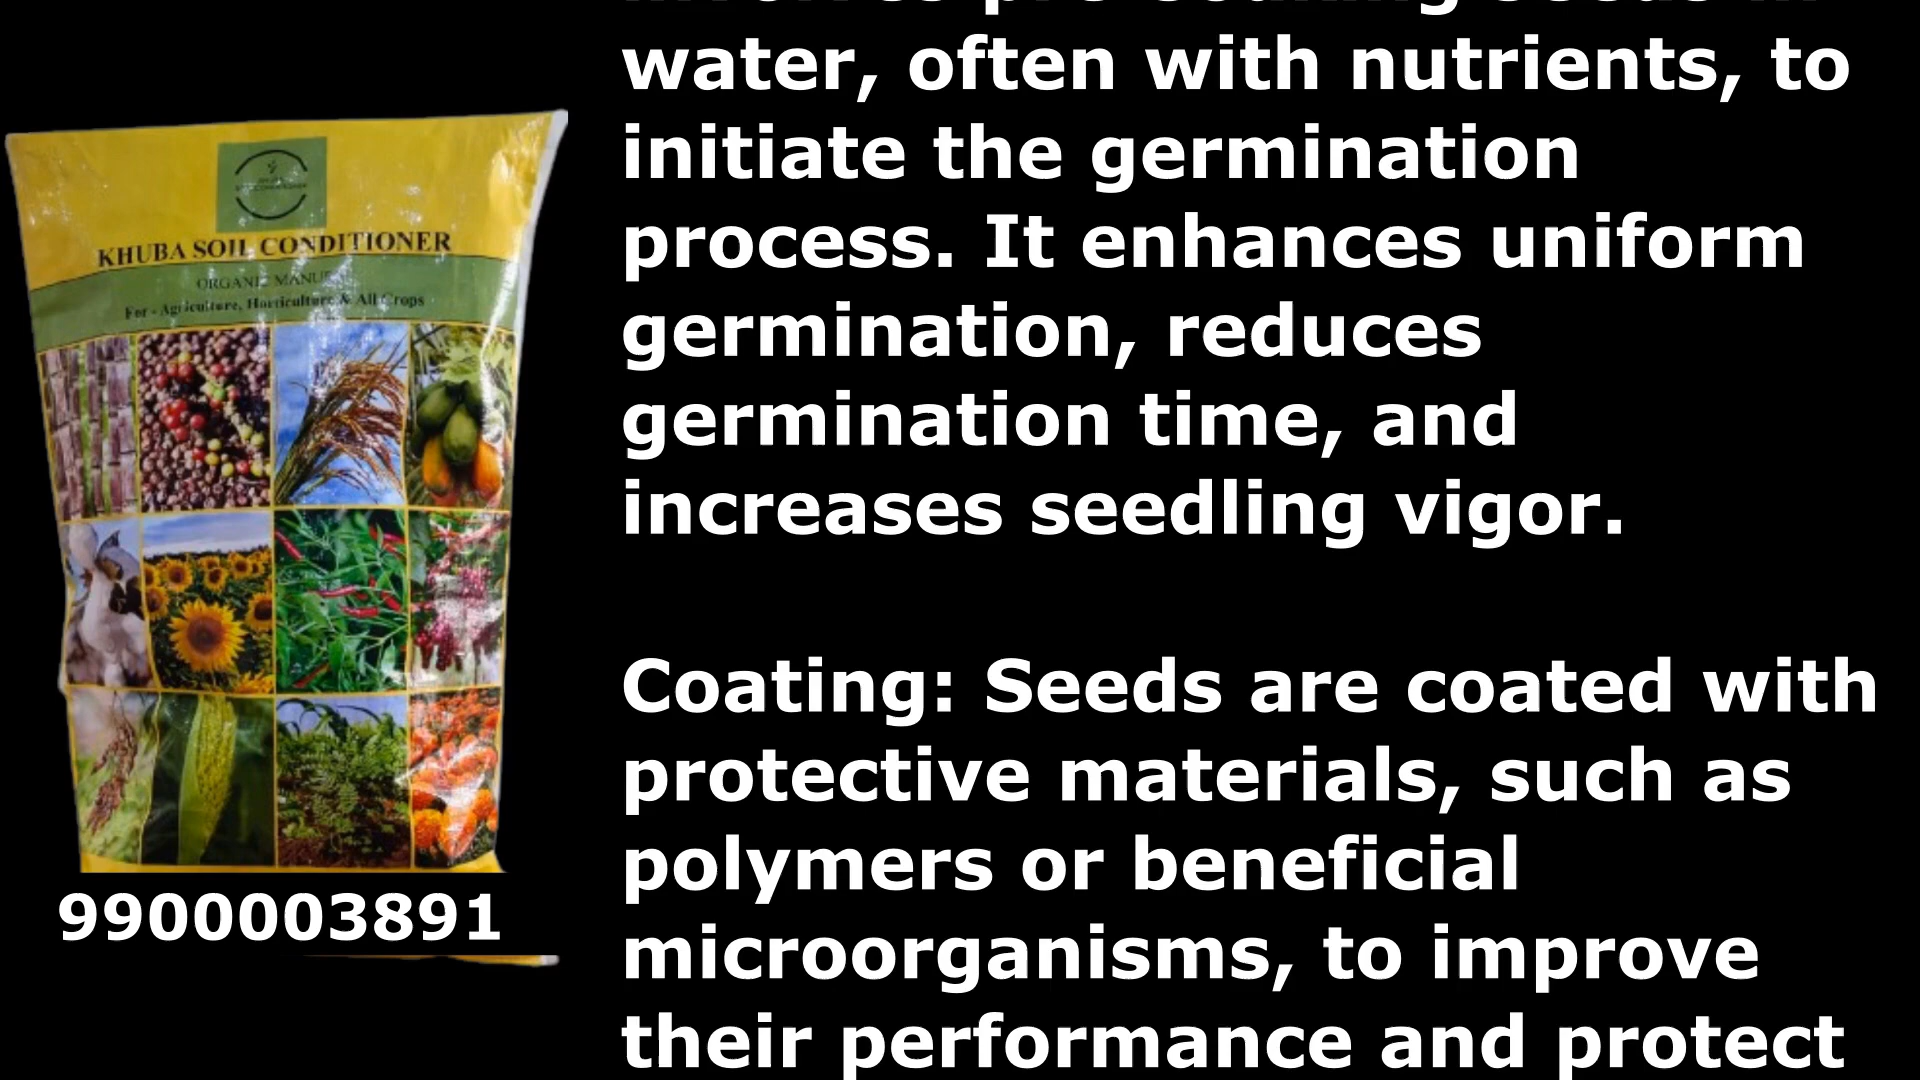 KHUBA SOIL CONDITIONER
ORGANIC
For - Agriculture, Horticulture & All Crops
9900003891
water, often with nutrients, to
initiate the germination
process. It enhances uniform
germination, reduces
germination time, and
increases seedling vigor.
Coating: Seeds are coated with
protective materials, such as
polymers or beneficial
microorganisms, to improve
their performance and protect